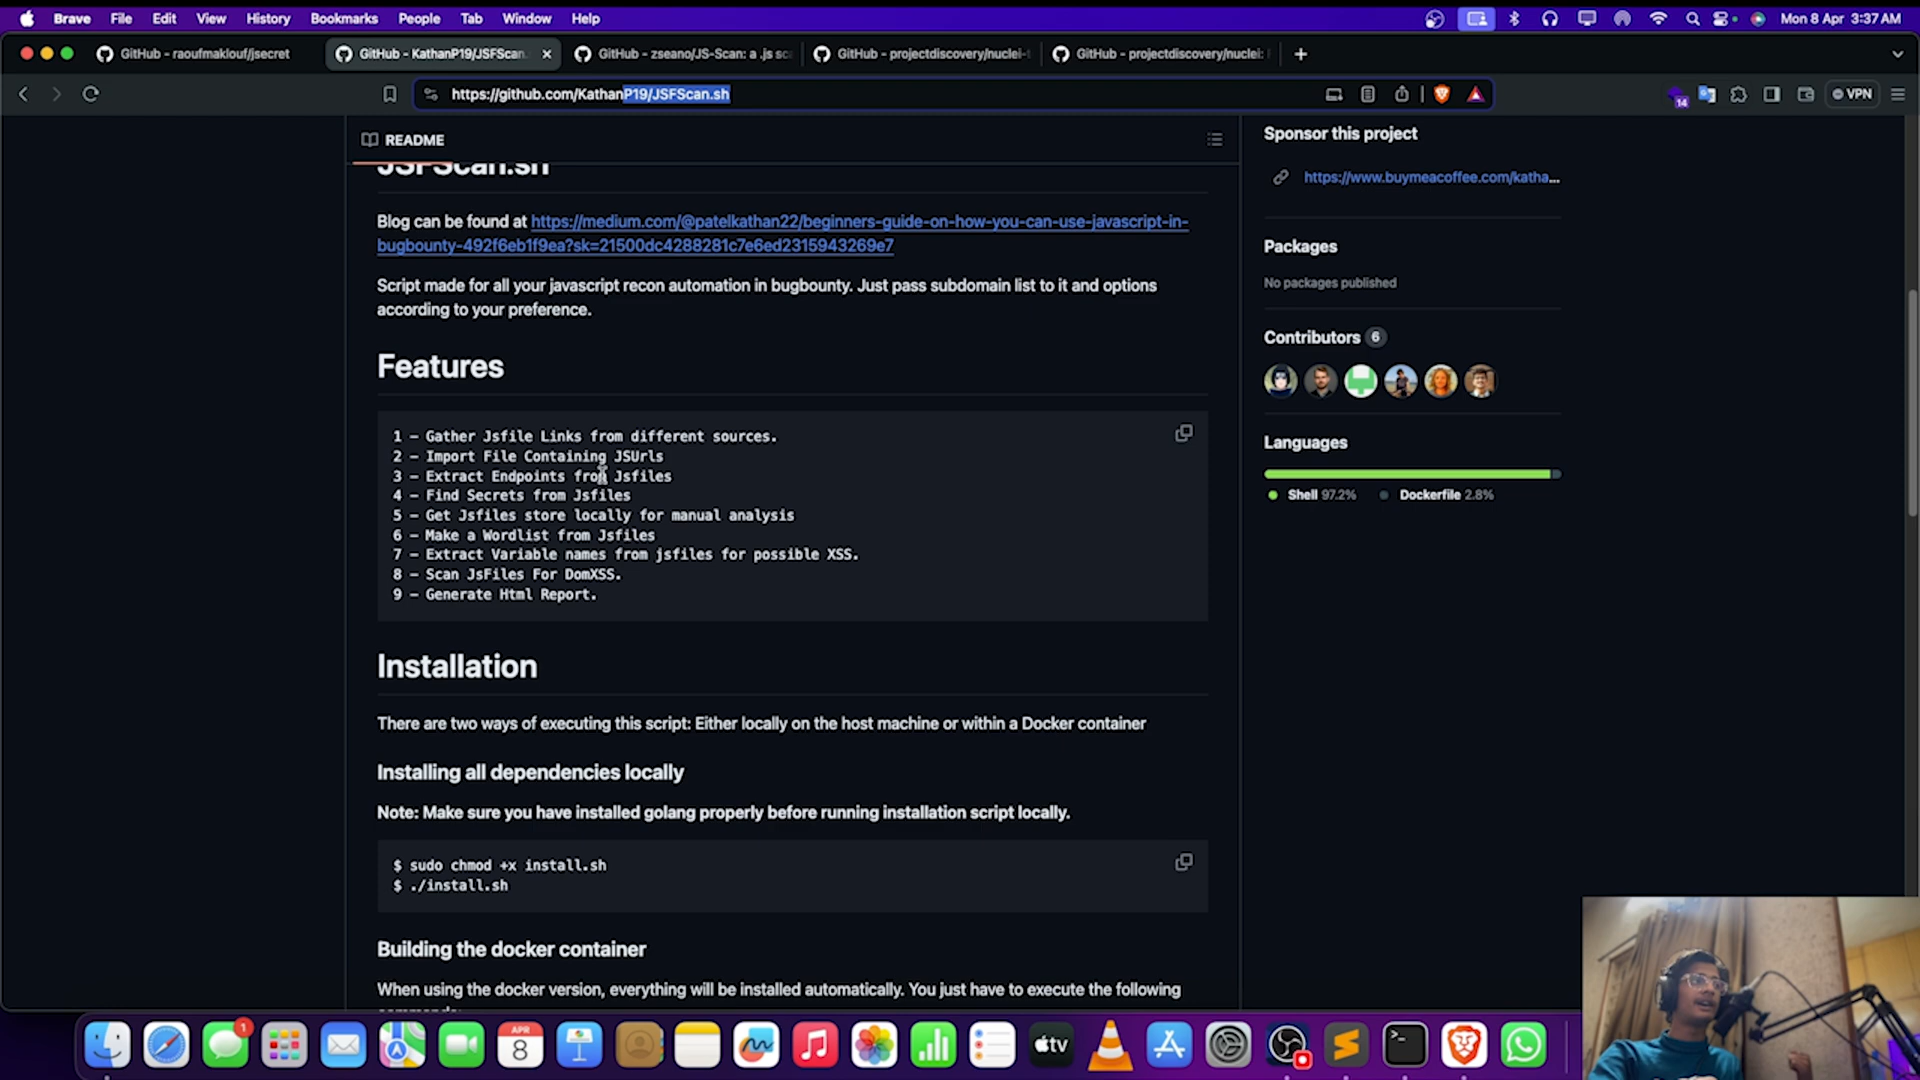 Brave File Edit View History Bookmarks People Tab Window Help
Mon 8 Apr 3:37 AM
GitHub - raoufmaklouf/jsecret
GitHub - KathanP19/JSFScan.
GitHub - zseano/JS-Scan: a .js sca
GitHub - projectdiscovery/nuclei-t
GitHub - projectdiscovery/nuclei:
https://github.com/KathanP19/JSFScan.sh
14
VPN
README
JSFScan.sh
Blog can be found at https://medium.com/@patelkathan22/beginners-guide-on-how-you-can-use-javascript-in-
bugbounty-492f6eb1f9ea?sk=21500dc4288281c7e6ed2315943269e7
Script made for all your javascript recon automation in bugbounty. Just pass subdomain list to it and options
according to your preference.
Features
1 - Gather Jsfile Links from different sources.
2 - Import File Containing JSUrls
3 - Extract Endpoints from Jsfiles
4 - Find Secrets from Jsfiles
5 - Get Jsfiles store locally for manual analysis
6 - Make a Wordlist from Jsfiles
7 - Extract Variable names from jsfiles for possible XSS.
8 - Scan JsFiles For DomXSS.
9 - Generate Html Report.
Installation
There are two ways of executing this script: Either locally on the host machine or within a Docker container
Installing all dependencies locally
Note: Make sure you have installed golang properly before running installation script locally.
$ sudo chmod +x install.sh
$ ./install.sh
Building the docker container
When using the docker version, everything will be installed automatically. You just have to execute the following
Sponsor this project
https://www.buymeacoffee.com/katha...
Packages
No packages published
Contributors 6
Languages
Shell 97.2% Dockerfile 2.8%
1
APR
8
tv